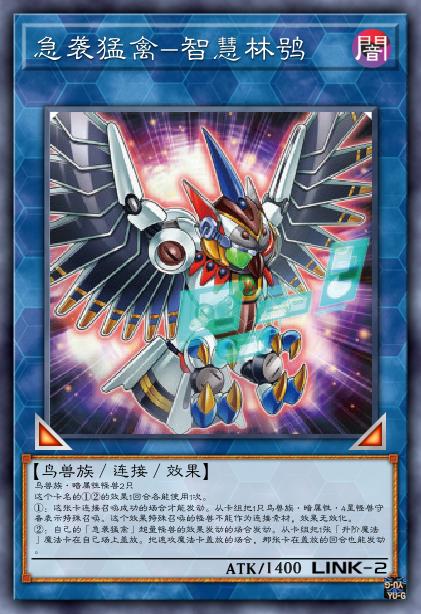 急袭猛禽-智慧林鸮
闇
【鸟兽族/连接/效果】
鸟兽族·暗属性怪兽2只
这个卡名的①②的效果1回合各能使用1次。
①：这张卡连接召唤成功的场合才能发动。从卡组把1只鸟兽族·暗属性·4星怪兽守
备表示特殊召唤。这个效果特殊召唤的怪兽不能作为连接素材，效果无效化。
②：自己的「急袭猛禽」超量怪兽的效果发动的场合发动。从卡组把1张「升阶魔法」
魔法卡在自己场上盖放。把速攻魔法卡盖放的场合，那张卡在盖放的回合也能发动
。
ATK/1400 LINK-2